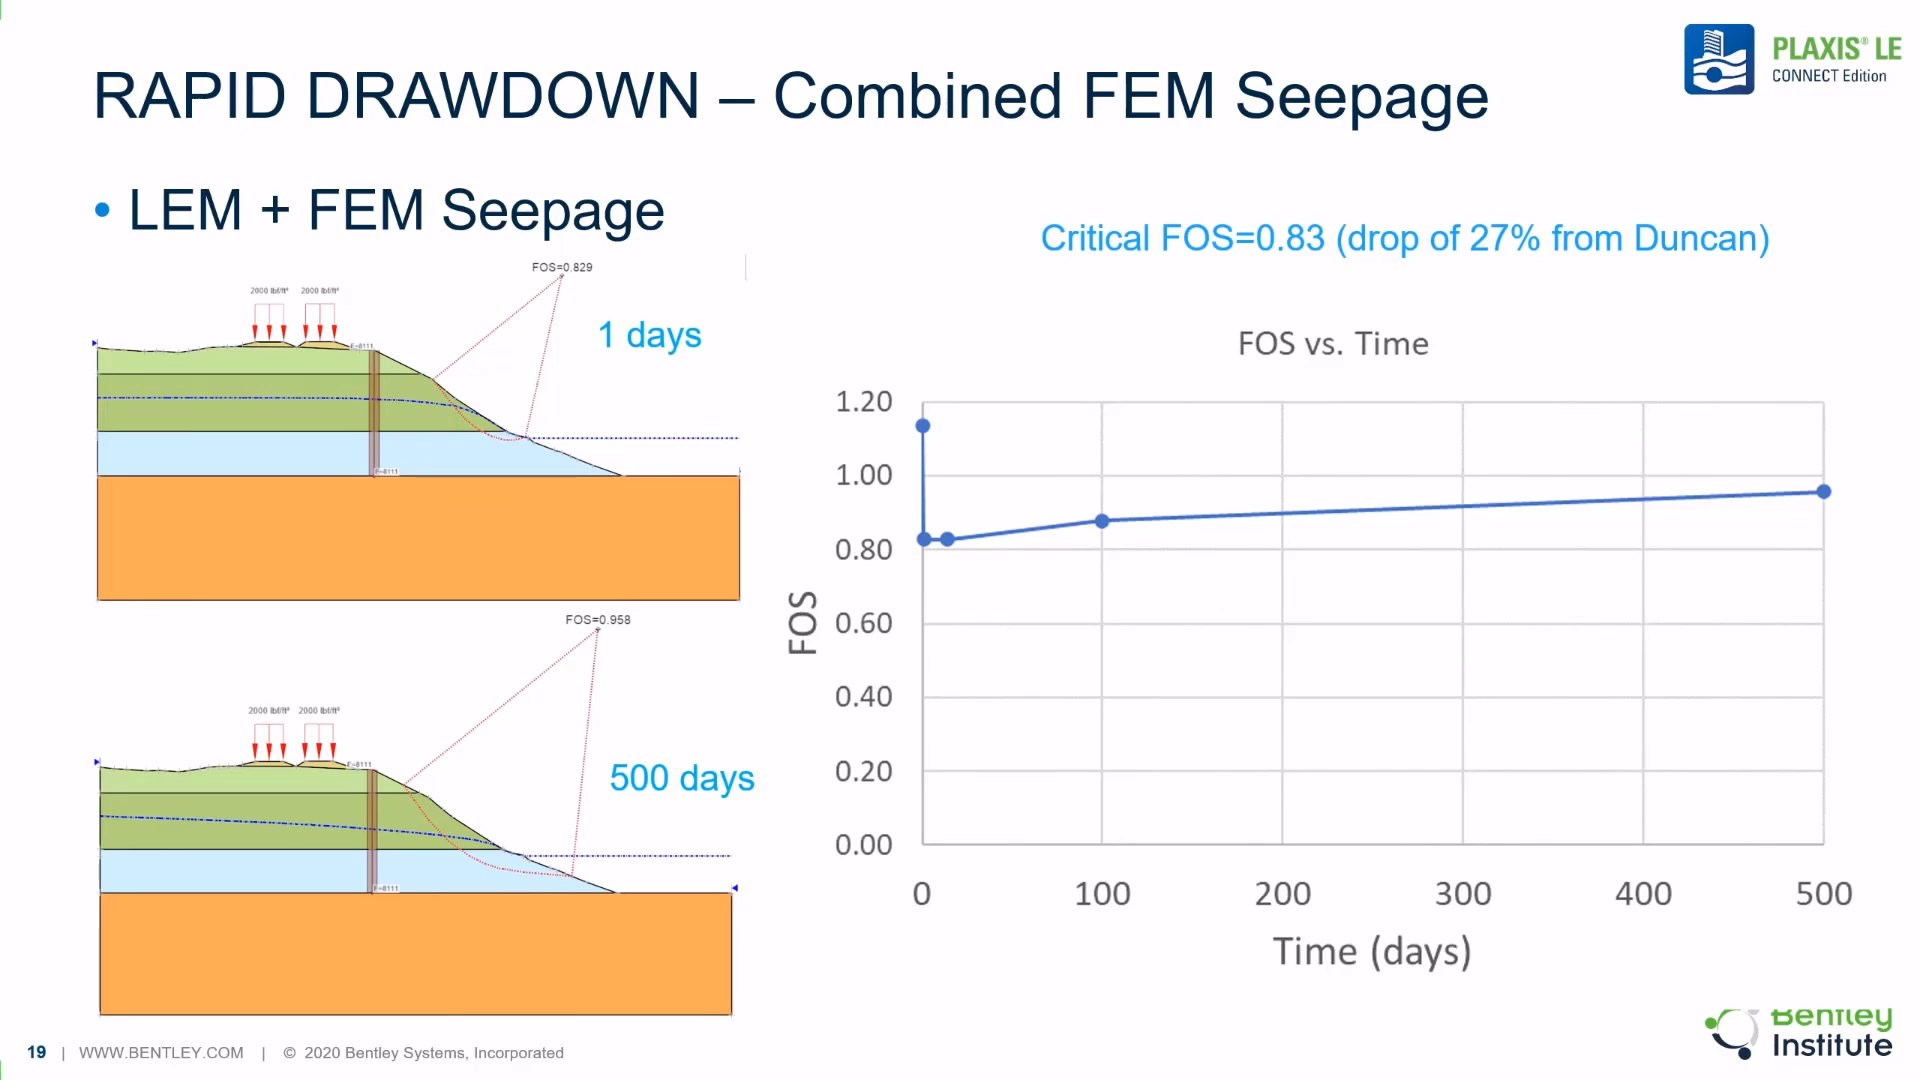 PLAXIS® LE
CONNECT Edition
RAPID DRAWDOWN – Combined FEM Seepage
• LEM + FEM Seepage
Critical FOS=0.83 (drop of 27% from Duncan)
FOS=0.829
2000 lbf/ft² 2000 lbf/ft²
1 days
E=8111
E=8111
FOS=0.958
2000 lbf/ft² 2000 lbf/ft²
500 days
E=8111
E=8111
FOS vs. Time
1.20
1.00
0.80
0.60
0.40
0.20
0.00
FOS
0 100 200 300 400 500
Time (days)
19 | WWW.BENTLEY.COM | © 2020 Bentley Systems, Incorporated
Bentley
Institute